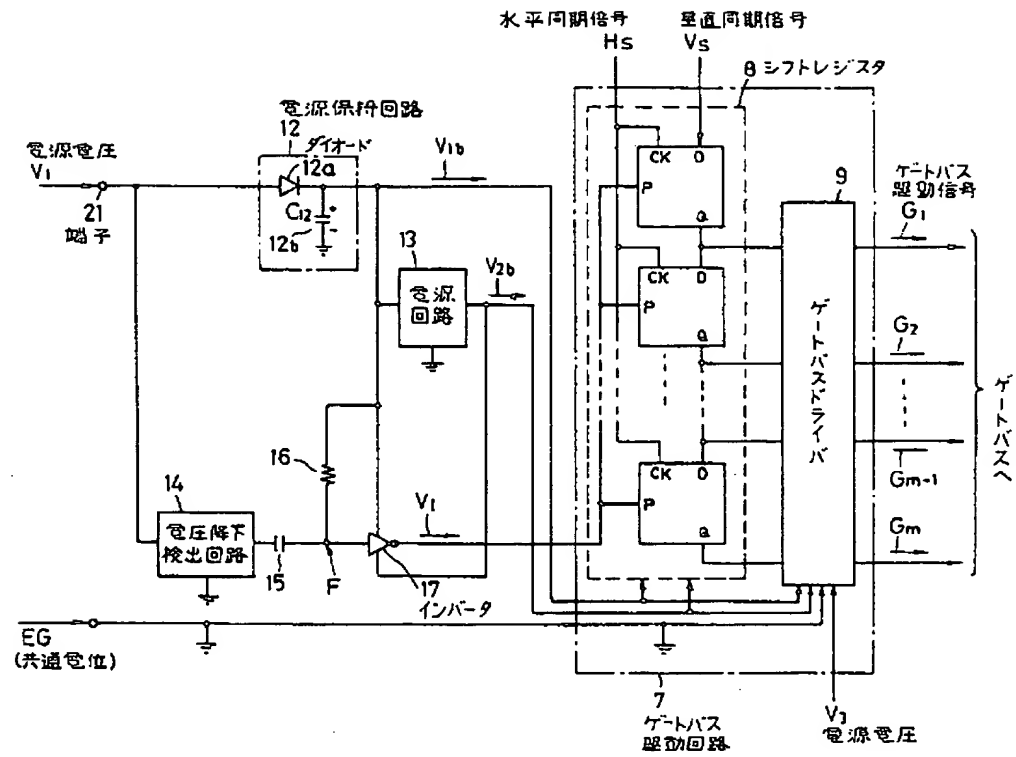 水平同期信号
HS
垂直同期信号
VS
8 シフトレジスタ
電源保持回路
12
ダイオード
12a
電源電圧
V1
V1b
21
端子
C12
+
-
12b
13
電源
回路
V2b
CK D
P
Q
CK D
P
Q
CK D
P
Q
9
ゲートバスドライバ
ゲートバス
駆動信号
G1
G2
Gm-1
Gm
ゲートバスへ
16
14
電圧降下
検出回路
15
F
V1
17
インバータ
EG
(共通電位)
7
ゲートバス
駆動回路
V3
電源電圧